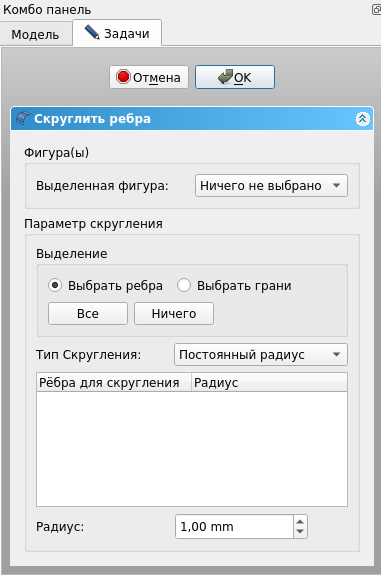 Комбо панель
Модель Задачи
Отмена OK
Скруглить ребра
Фигура(ы)
Выделенная фигура: Ничего не выбрано
Параметр скругления
Выделение
Выбрать ребра Выбрать грани
Все Ничего
Тип Скругления: Постоянный радиус
Рёбра для скругления Радиус
Радиус: 1,00 mm